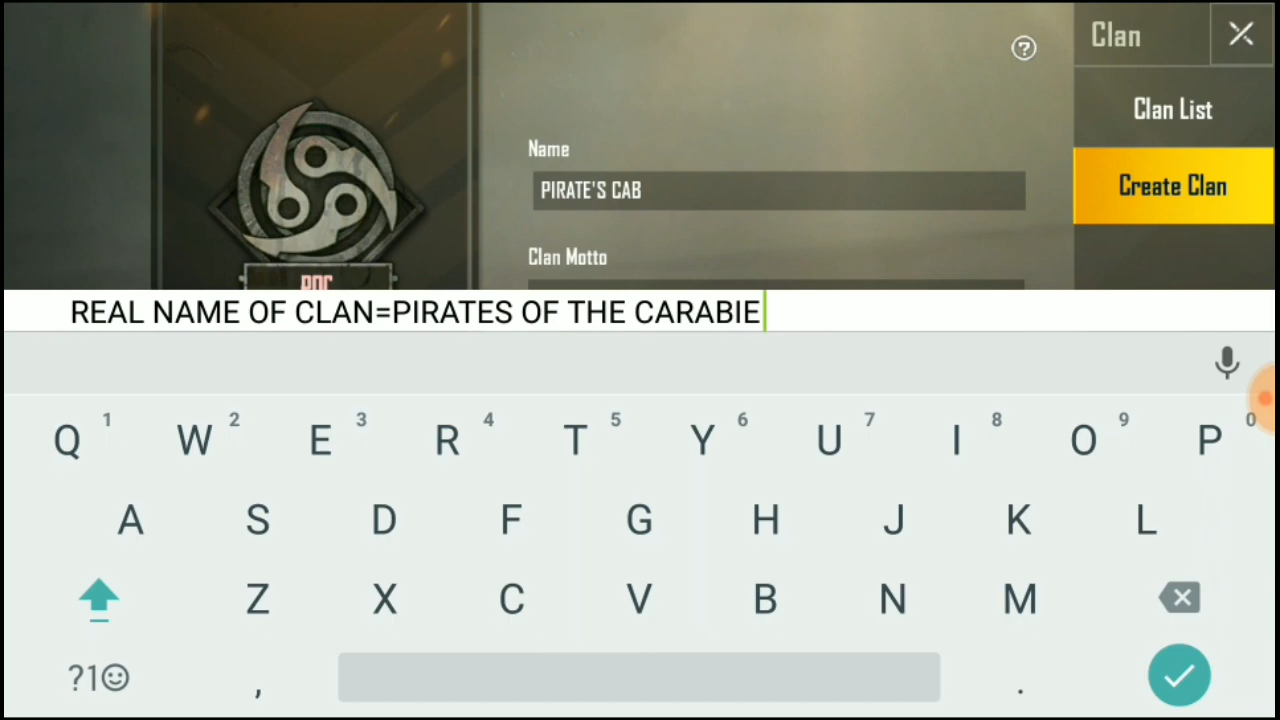 Clan
Clan List
Name
PIRATE'S CAB
Create Clan
Clan Motto
REAL NAME OF CLAN=PIRATES OF THE CARABIE
Q 1 W 2 E 3 R 4 T 5 Y 6 U 7 I 8 O 9 P 0
A S D F G H J K L
Z X C V B N M
?1☺ , .